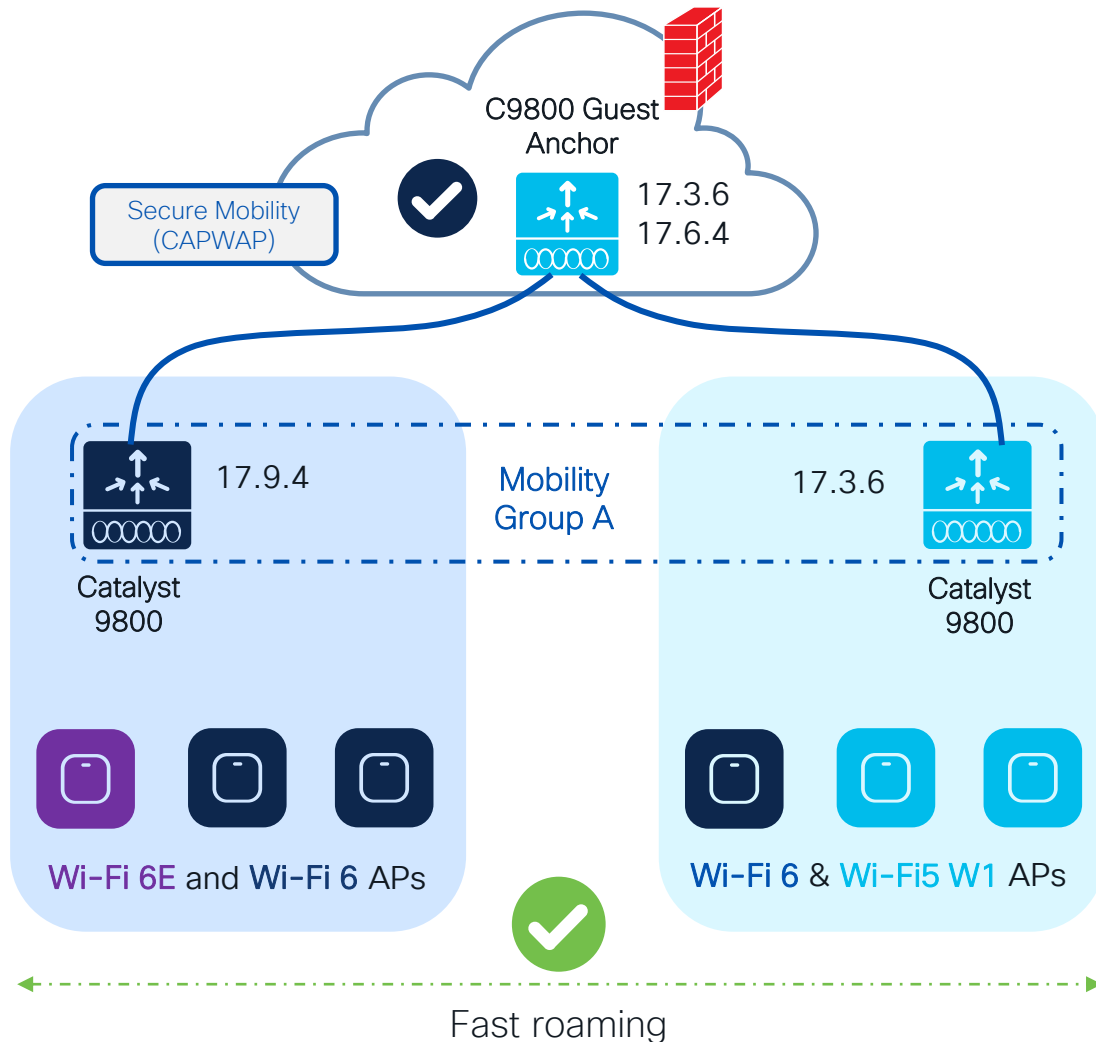 C9800 Guest
Anchor
17.3.6
17.6.4
Secure Mobility
(CAPWAP)
17.9.4
Mobility
Group A
17.3.6
Catalyst
9800
Catalyst
9800
Wi-Fi 6E and Wi-Fi 6 APs
Wi-Fi 6 & Wi-Fi5 W1 APs
Fast roaming